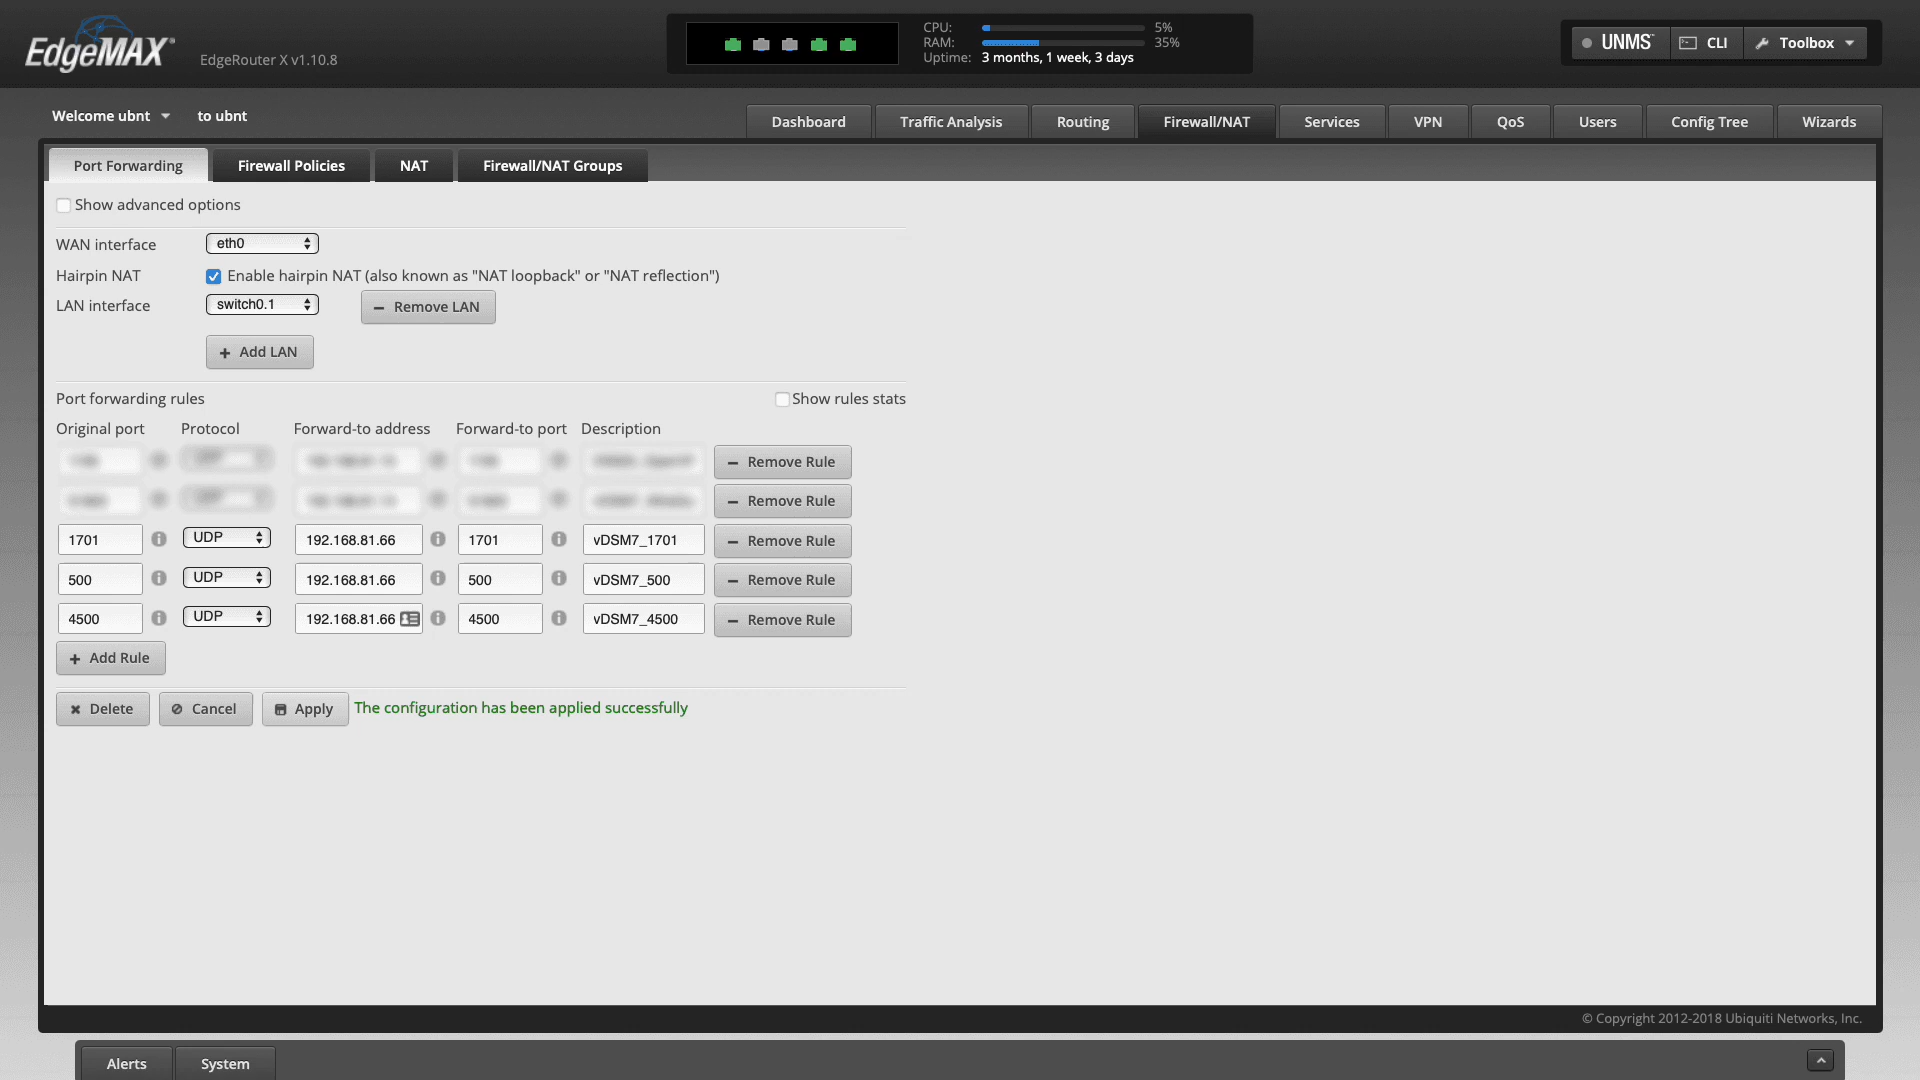 EdgeMAX®
EdgeRouter X v1.10.8
CPU: 5%
RAM: 35%
Uptime: 3 months, 1 week, 3 days
UNMS™ CLI Toolbox
Welcome ubnt to ubnt
Dashboard Traffic Analysis Routing Firewall/NAT Services VPN QoS Users Config Tree Wizards
Port Forwarding Firewall Policies NAT Firewall/NAT Groups
Show advanced options
WAN interface eth0
Hairpin NAT Enable hairpin NAT (also known as "NAT loopback" or "NAT reflection")
LAN interface switch0.1 Remove LAN
Add LAN
Port forwarding rules Show rules stats
Original port Protocol Forward-to address Forward-to port Description
Remove Rule
Remove Rule
1701 UDP 192.168.81.66 1701 vDSM7_1701 Remove Rule
500 UDP 192.168.81.66 500 vDSM7_500 Remove Rule
4500 UDP 192.168.81.66 4500 vDSM7_4500 Remove Rule
Add Rule
Delete Cancel Apply The configuration has been applied successfully
© Copyright 2012-2018 Ubiquiti Networks, Inc.
Alerts System